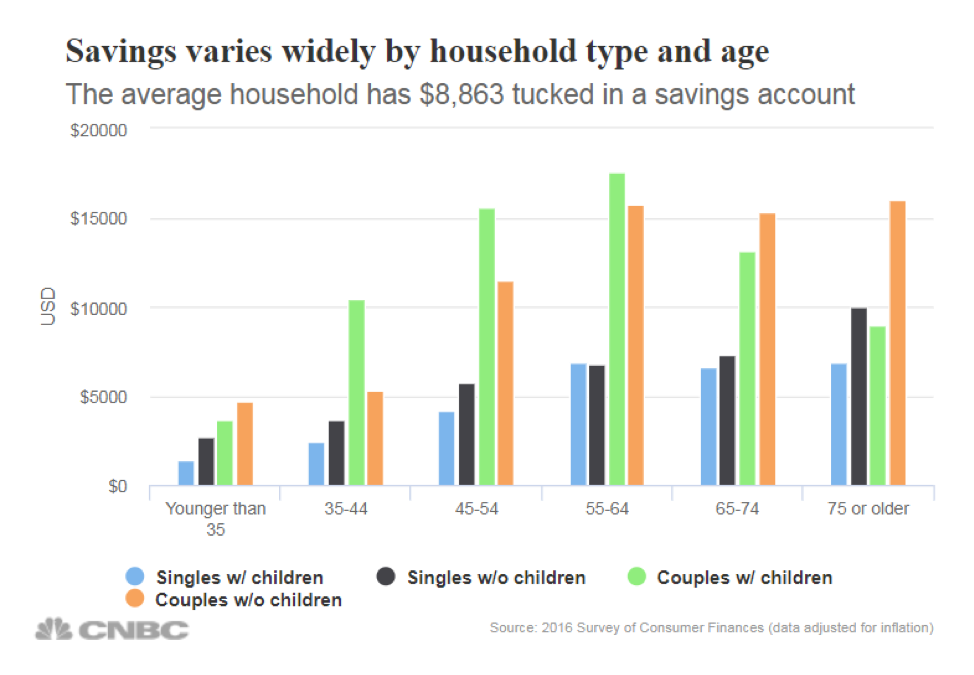 Savings varies widely by household type and age
The average household has $8,863 tucked in a savings account
$20000
$15000
$10000
$5000
$0
USD
Younger than
35
35-44
45-54
55-64
65-74
75 or older
Singles w/ children
Singles w/o children
Couples w/ children
Couples w/o children
CNBC
Source: 2016 Survey of Consumer Finances (data adjusted for inflation)